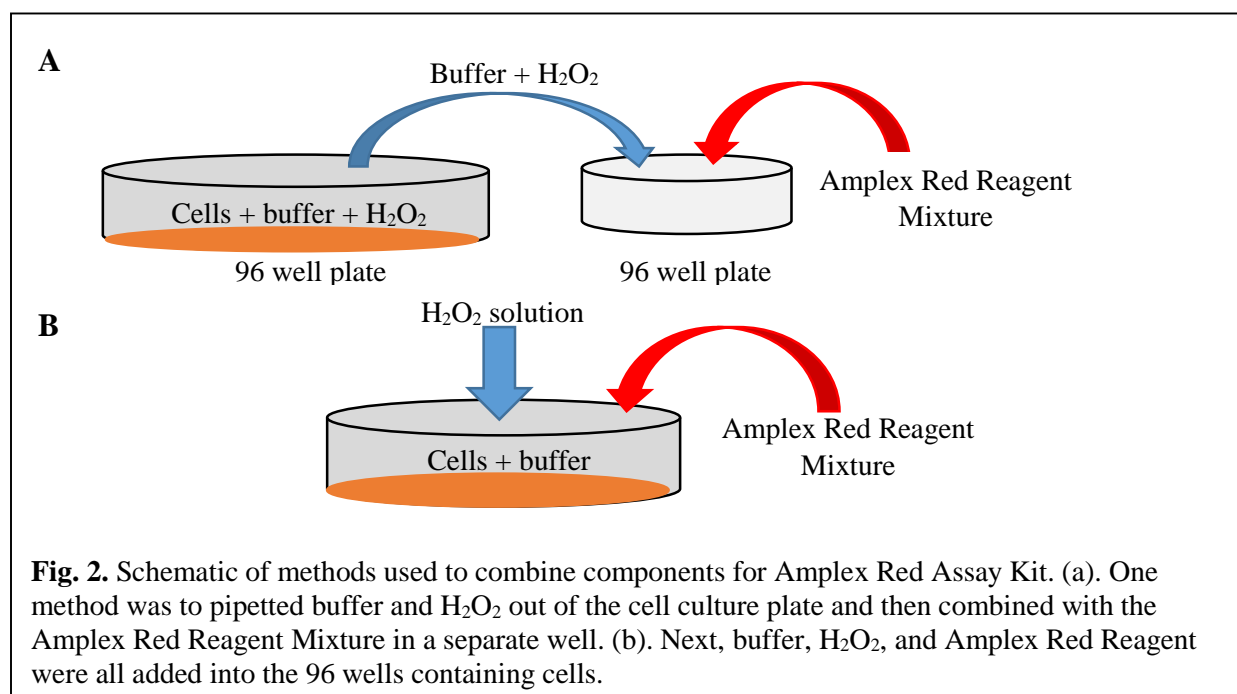 A
Buffer + H₂O₂
Amplex Red Reagent
Mixture
Cells + buffer + H₂O₂
96 well plate
96 well plate
B
H₂O₂ solution
Amplex Red Reagent
Mixture
Cells + buffer
Fig. 2. Schematic of methods used to combine components for Amplex Red Assay Kit. (a). One
method was to pipetted buffer and H₂O₂ out of the cell culture plate and then combined with the
Amplex Red Reagent Mixture in a separate well. (b). Next, buffer, H₂O₂, and Amplex Red Reagent
were all added into the 96 wells containing cells.